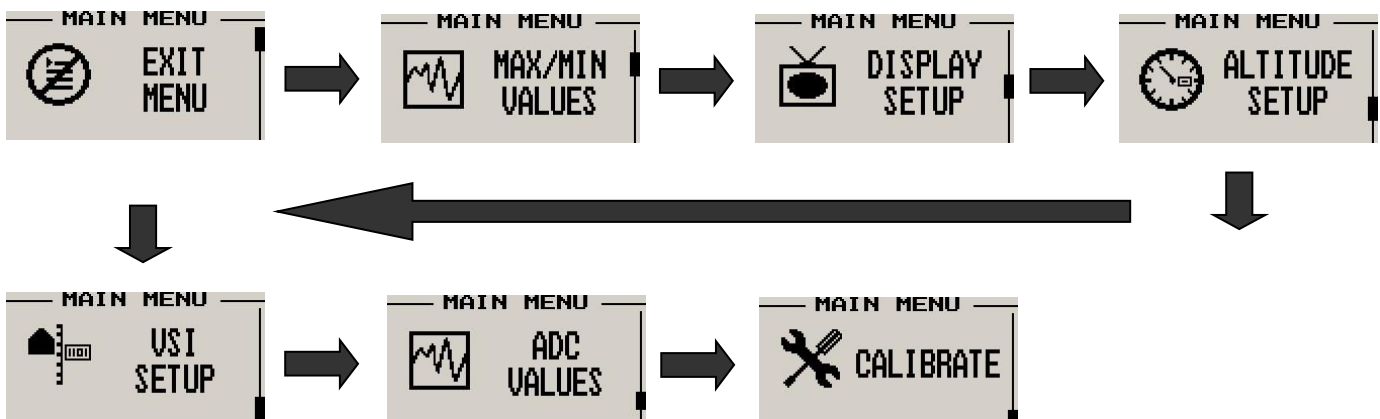 MAIN MENU
EXIT
MENU
MAIN MENU
MAX/MIN
VALUES
MAIN MENU
DISPLAY
SETUP
MAIN MENU
ALTITUDE
SETUP
MAIN MENU
VSI
SETUP
MAIN MENU
ADC
VALUES
MAIN MENU
CALIBRATE